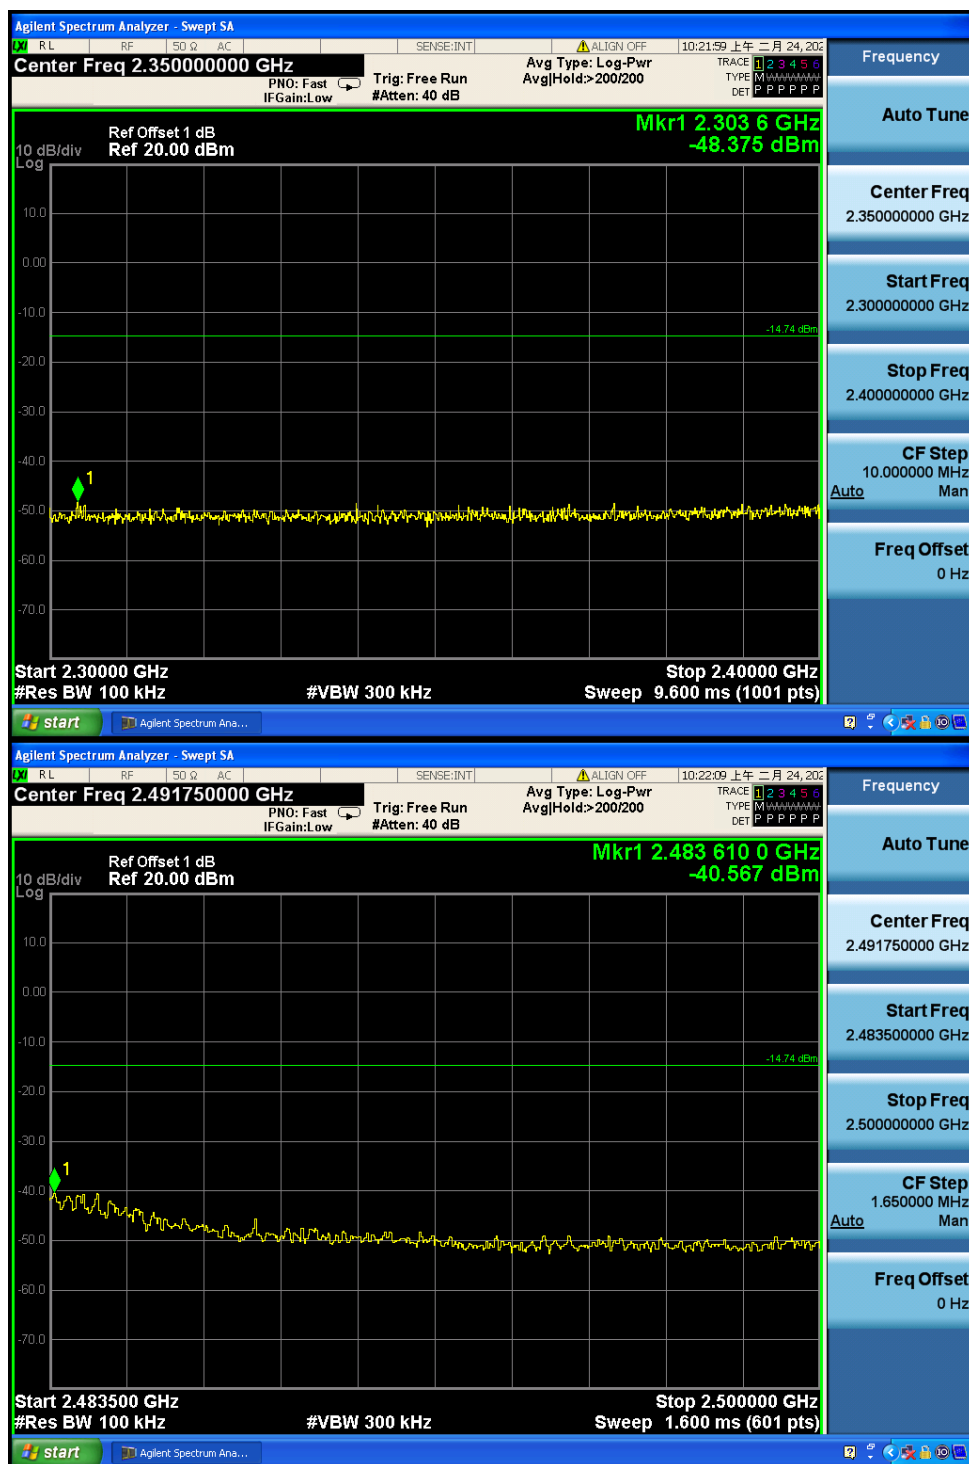 Agilent Spectrum Analyzer - Swept SA
LXI RL RF 50 Ω AC SENSE:INT ALIGN OFF 10:21:59 上午 二月 24, 202
Center Freq 2.350000000 GHz
PNO: Fast
IFGain:Low
Trig: Free Run
#Atten: 40 dB
Avg Type: Log-Pwr
Avg|Hold:>200/200
TRACE 1 2 3 4 5 6
TYPE M
DET P P P P P P
Mkr1 2.303 6 GHz
-48.375 dBm
Ref Offset 1 dB
10 dB/div Ref 20.00 dBm
Log
10.0
0.00
-10.0
-14.74 dBm
-20.0
-30.0
-40.0
1
-50.0
-60.0
-70.0
Start 2.30000 GHz Stop 2.40000 GHz
#Res BW 100 kHz #VBW 300 kHz Sweep 9.600 ms (1001 pts)
Frequency
Auto Tune
Center Freq
2.350000000 GHz
Start Freq
2.300000000 GHz
Stop Freq
2.400000000 GHz
CF Step
10.000000 MHz
Auto Man
Freq Offset
0 Hz
start Agilent Spectrum Ana...
Agilent Spectrum Analyzer - Swept SA
LXI RL RF 50 Ω AC SENSE:INT ALIGN OFF 10:22:09 上午 二月 24, 202
Center Freq 2.491750000 GHz
PNO: Fast
IFGain:Low
Trig: Free Run
#Atten: 40 dB
Avg Type: Log-Pwr
Avg|Hold:>200/200
TRACE 1 2 3 4 5 6
TYPE M
DET P P P P P P
Mkr1 2.483 610 0 GHz
-40.567 dBm
Ref Offset 1 dB
10 dB/div Ref 20.00 dBm
Log
10.0
0.00
-10.0
-14.74 dBm
-20.0
-30.0
1
-40.0
-50.0
-60.0
-70.0
Start 2.483500 GHz Stop 2.500000 GHz
#Res BW 100 kHz #VBW 300 kHz Sweep 1.600 ms (601 pts)
Frequency
Auto Tune
Center Freq
2.491750000 GHz
Start Freq
2.483500000 GHz
Stop Freq
2.500000000 GHz
CF Step
1.650000 MHz
Auto Man
Freq Offset
0 Hz
start Agilent Spectrum Ana...